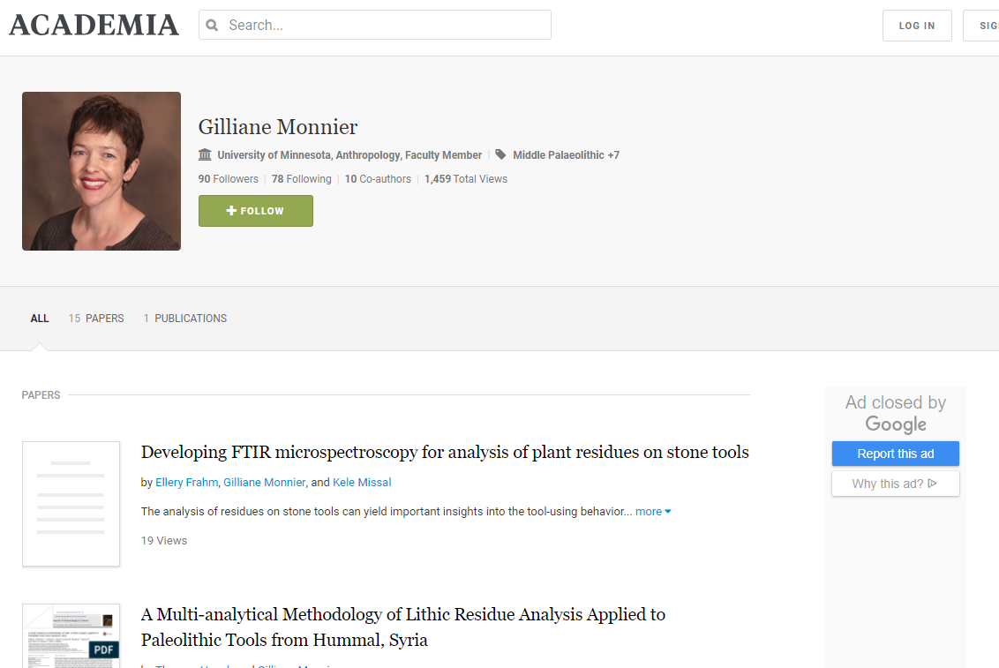 ACADEMIA
Search...
LOG IN
SIG
Gilliane Monnier
University of Minnesota, Anthropology, Faculty Member | Middle Palaeolithic +7
90 Followers | 78 Following | 10 Co-authors | 1,459 Total Views
+ FOLLOW
ALL 15 PAPERS 1 PUBLICATIONS
PAPERS
Developing FTIR microspectroscopy for analysis of plant residues on stone tools
by Ellery Frahm, Gilliane Monnier, and Kele Missal
The analysis of residues on stone tools can yield important insights into the tool-using behavior... more
19 Views
A Multi-analytical Methodology of Lithic Residue Analysis Applied to
Paleolithic Tools from Hummal, Syria
PDF
Ad closed by
Google
Report this ad
Why this ad?